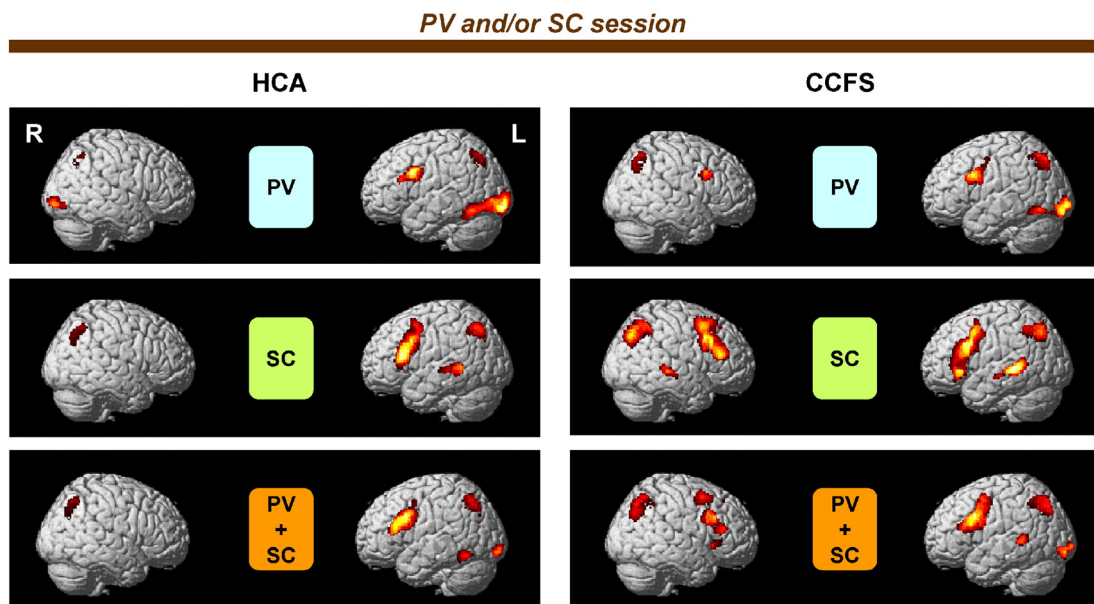 PV and/or SC session
HCA
CCFS
R
L
PV
PV
SC
SC
PV
+
SC
PV
+
SC